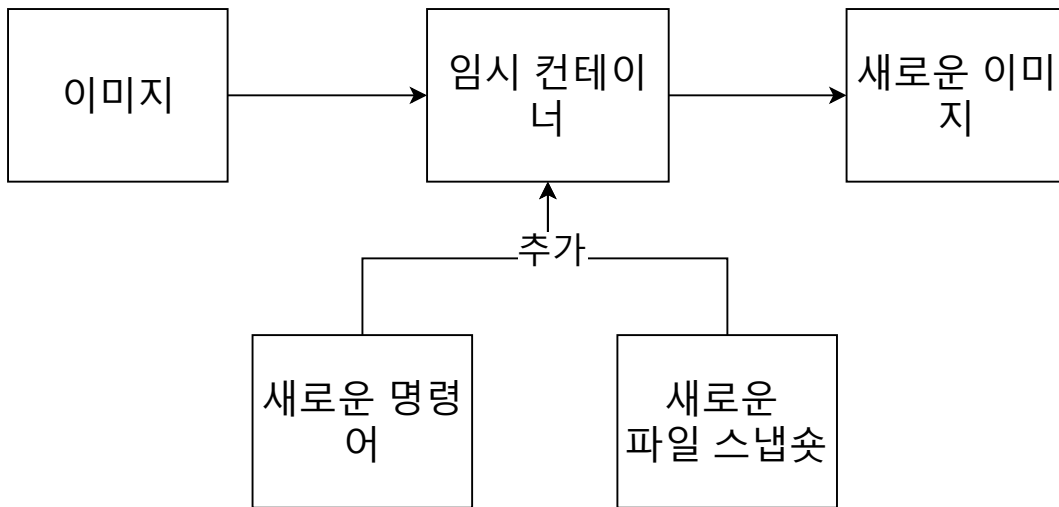 이미지
임시 컨테이
너
새로운 이미
지
추가
새로운 명령
어
새로운
파일 스냅숏